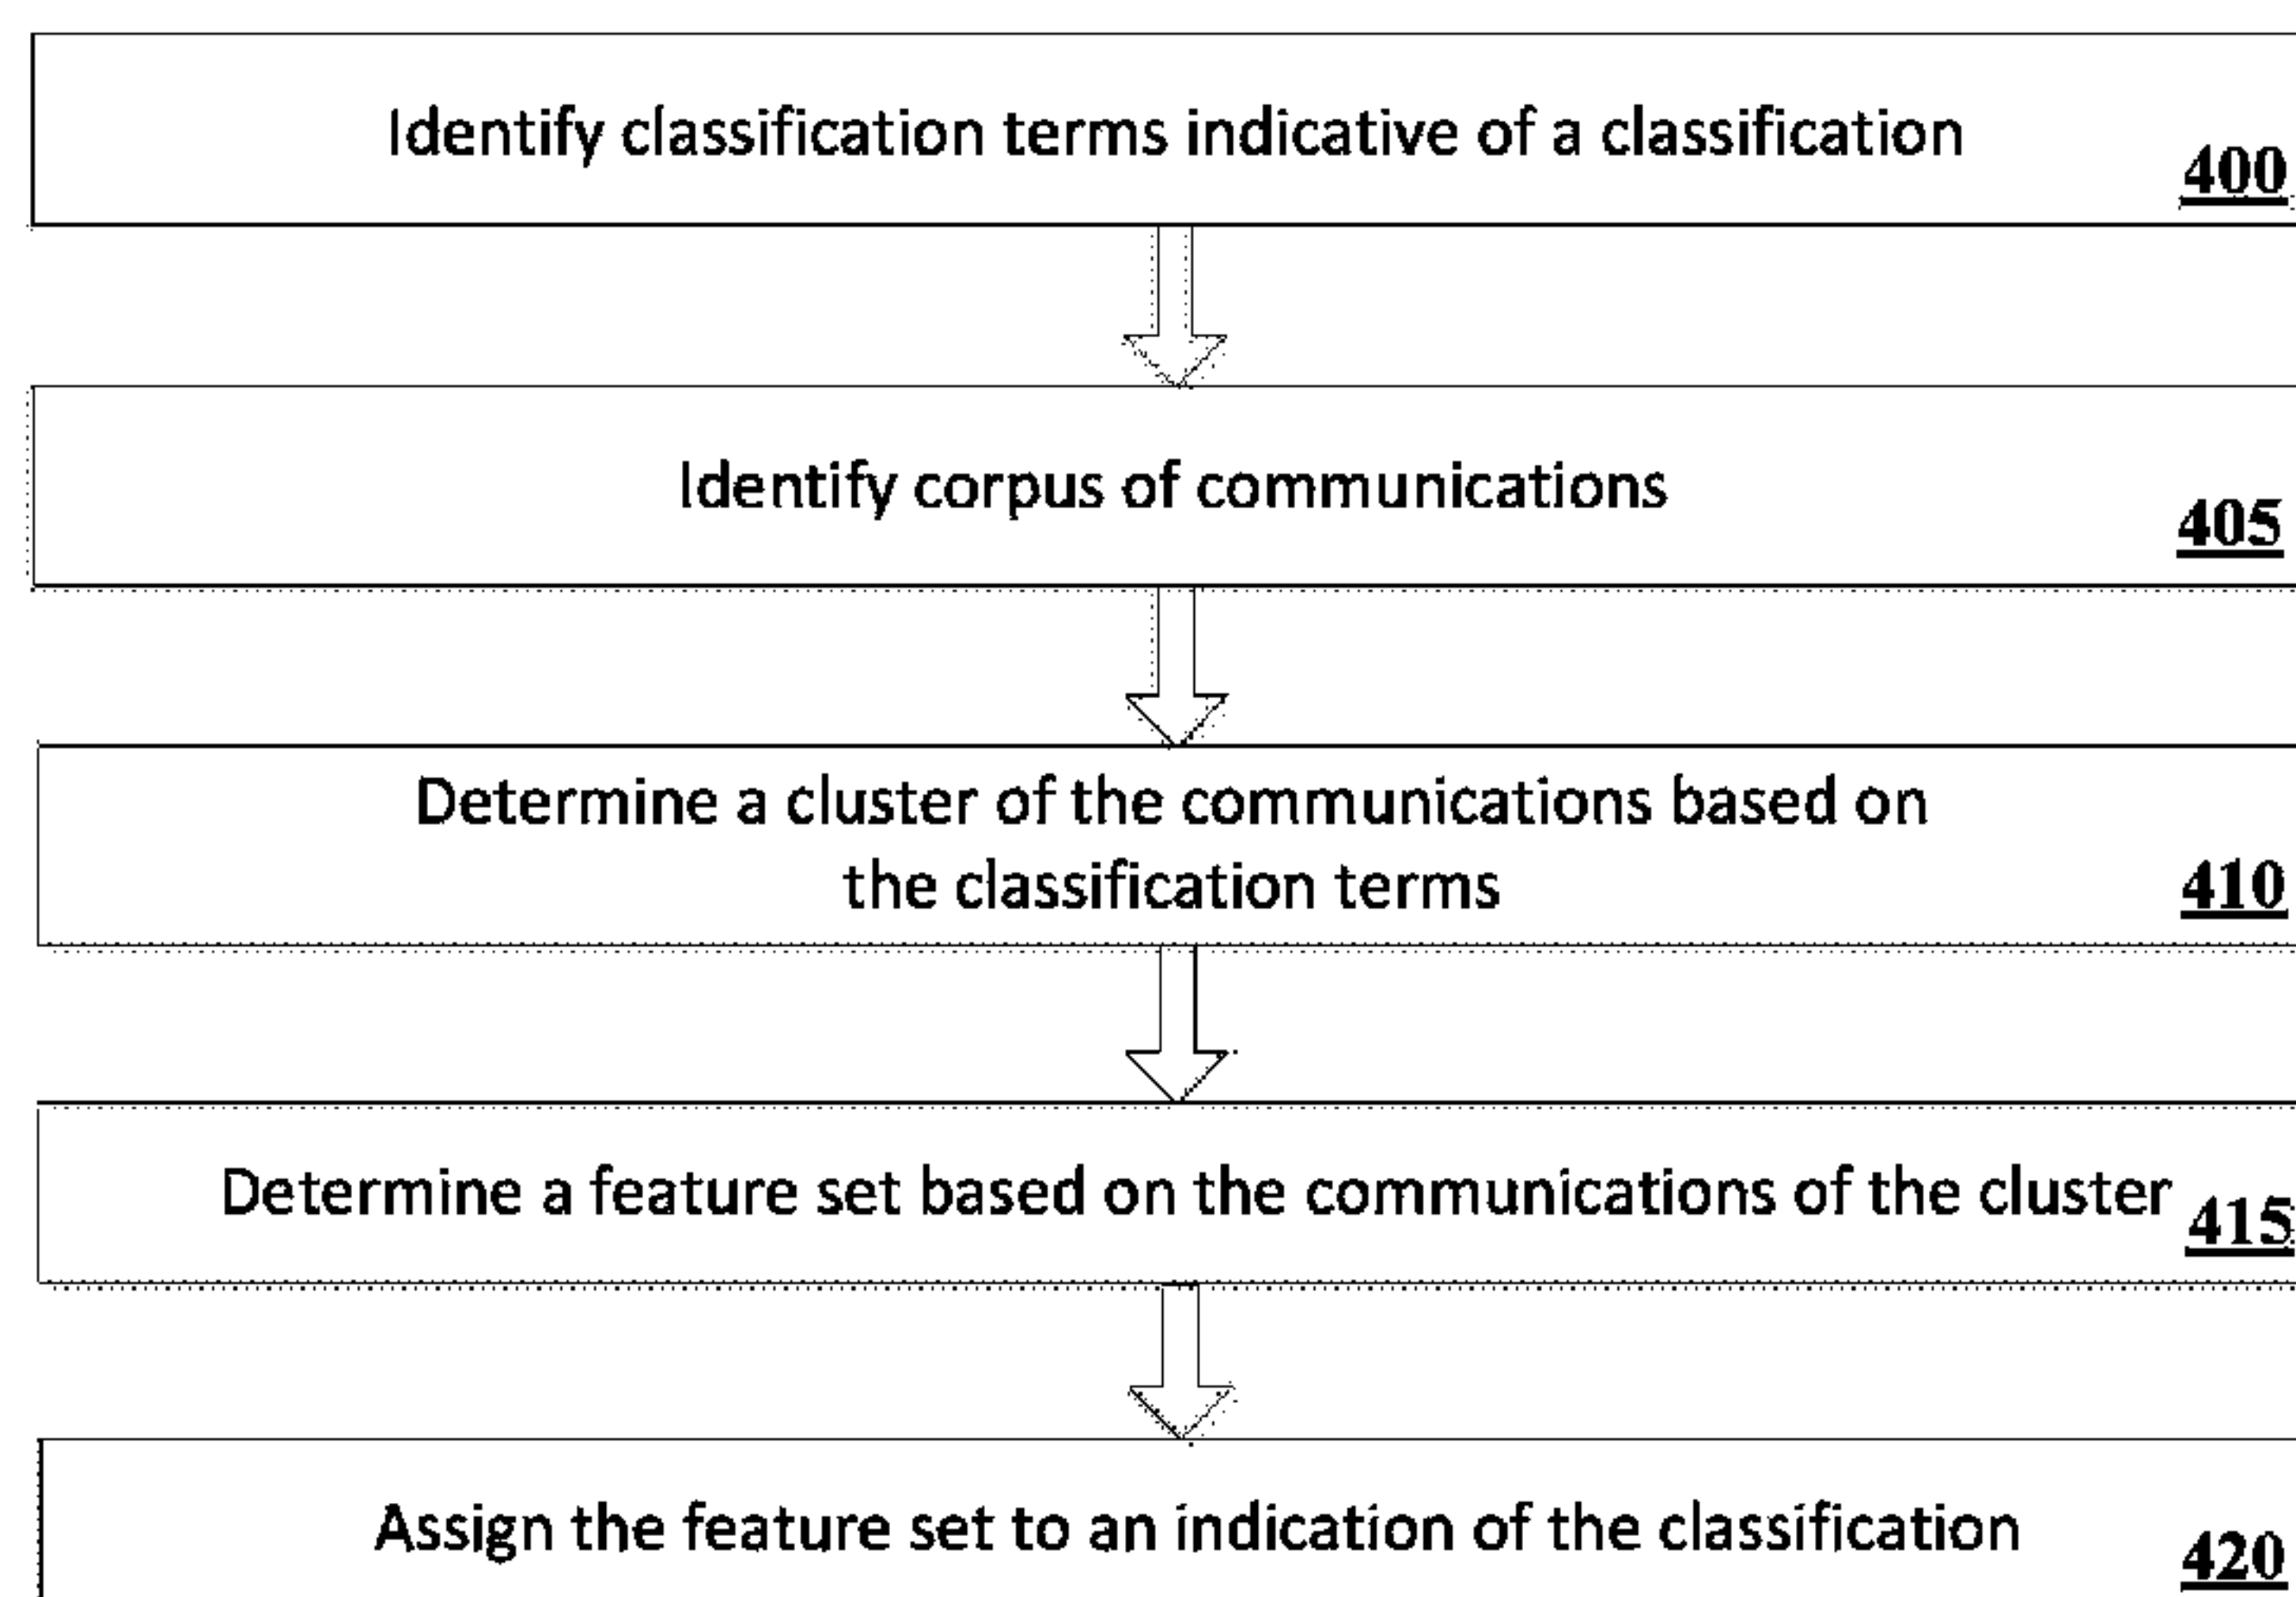 Identify classification terms indicative of a classification
400
Identify corpus of communications
405
Determine a cluster of the communications based on
the classification terms
410
Determine a feature set based on the communications of the cluster
415
Assign the feature set to an indication of the classification
420